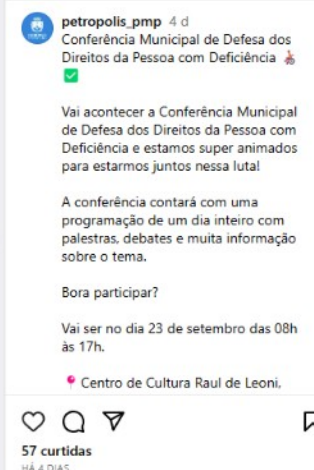 petropolis_pmp 4 d
Conferência Municipal de Defesa dos
Direitos da Pessoa com Deficiência 👩‍🦽
✅
Vai acontecer a Conferência Municipal
de Defesa dos Direitos da Pessoa com
Deficiência e estamos super animados
para estarmos juntos nessa luta!
A conferência contará com uma
programação de um dia inteiro com
palestras, debates e muita informação
sobre o tema.
Bora participar?
Vai ser no dia 23 de setembro das 08h
às 17h.
📍 Centro de Cultura Raul de Leoni,
57 curtidas
HÁ 4 DIAS